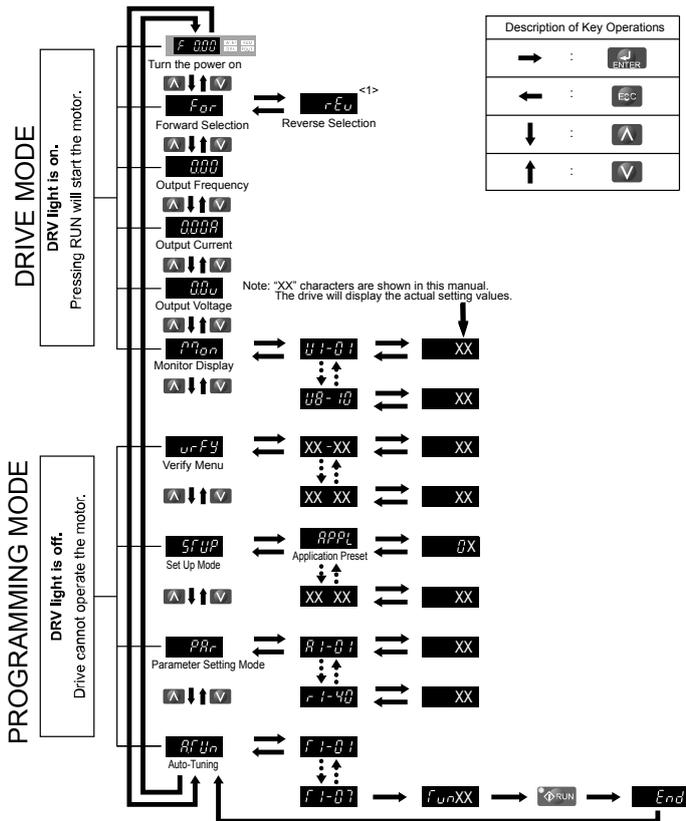 DRIVE MODE
DRV light is on.
Pressing RUN will start the motor.
F 0.00
Turn the power on
For
rEv
<1>
Forward Selection
Reverse Selection
0.00
Output Frequency
0.00A
Output Current
0.0v
Output Voltage
Mon
Monitor Display
Description of Key Operations
: ENTER
: ESC
:
:
Note: "XX" characters are shown in this manual.
The drive will display the actual setting values.
U1-01
XX
U8-10
XX
PROGRAMMING MODE
DRV light is off.
Drive cannot operate the motor.
vrFY
Verify Menu
XX -XX
XX
XX XX
XX
STUP
Set Up Mode
APPL
Application Preset
0X
XX XX
XX
PAr
Parameter Setting Mode
A1-01
XX
r1-40
XX
ATUn
Auto-Tuning
T1-01
T1-07
TunXX
RUN
End